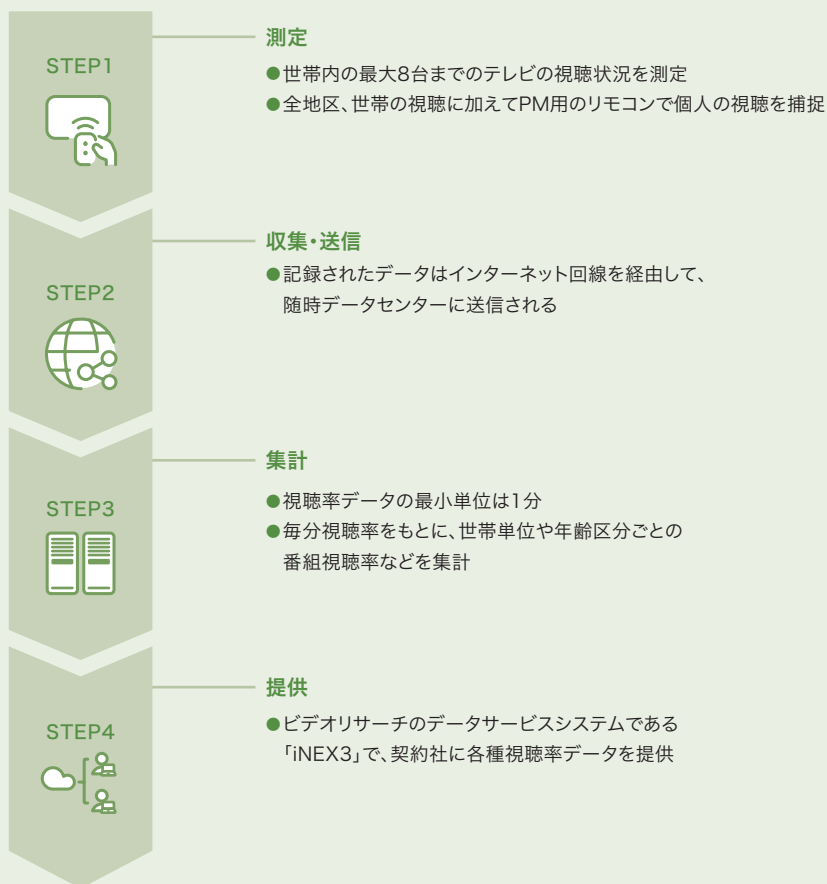 STEP1
測定
●世帯内の最大8台までのテレビの視聴状況を測定
●全地区、世帯の視聴に加えてPM用のリモコンで個人の視聴を捕捉
STEP2
収集・送信
●記録されたデータはインターネット回線を経由して、
随時データセンターに送信される
STEP3
集計
●視聴率データの最小単位は1分
●毎分視聴率をもとに、世帯単位や年齢区分ごとの
番組視聴率などを集計
STEP4
提供
●ビデオリサーチのデータサービスシステムである
「iNEX3」で、契約社に各種視聴率データを提供